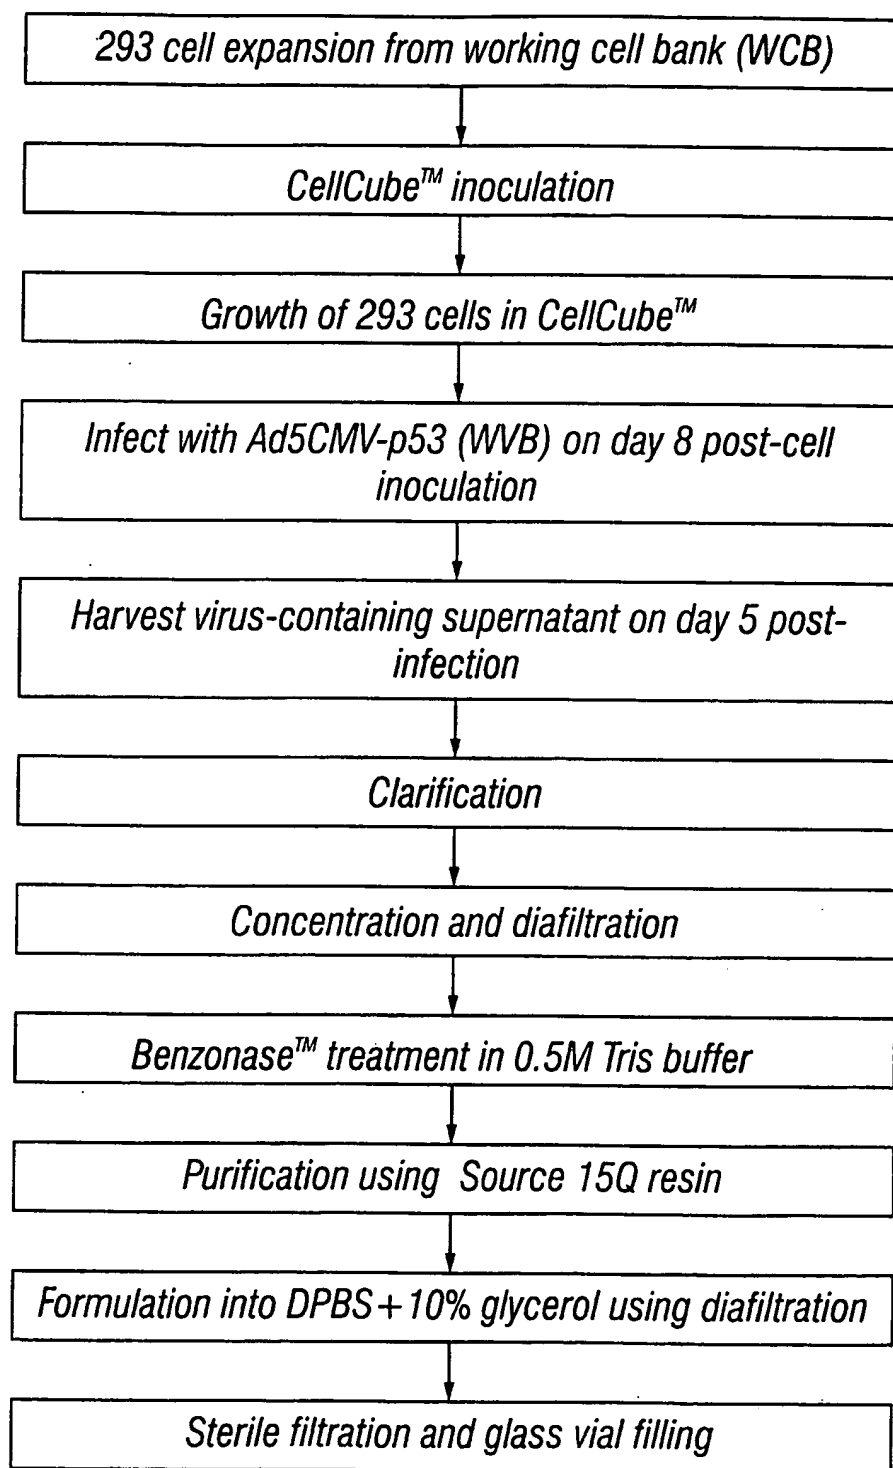 293 cell expansion from working cell bank (WCB)
CellCube™ inoculation
Growth of 293 cells in CellCube™
Infect with Ad5CMV-p53 (WVB) on day 8 post-cell
inoculation
Harvest virus-containing supernatant on day 5 post-
infection
Clarification
Concentration and diafiltration
Benzonase™ treatment in 0.5M Tris buffer
Purification using Source 15Q resin
Formulation into DPBS+10% glycerol using diafiltration
Sterile filtration and glass vial filling